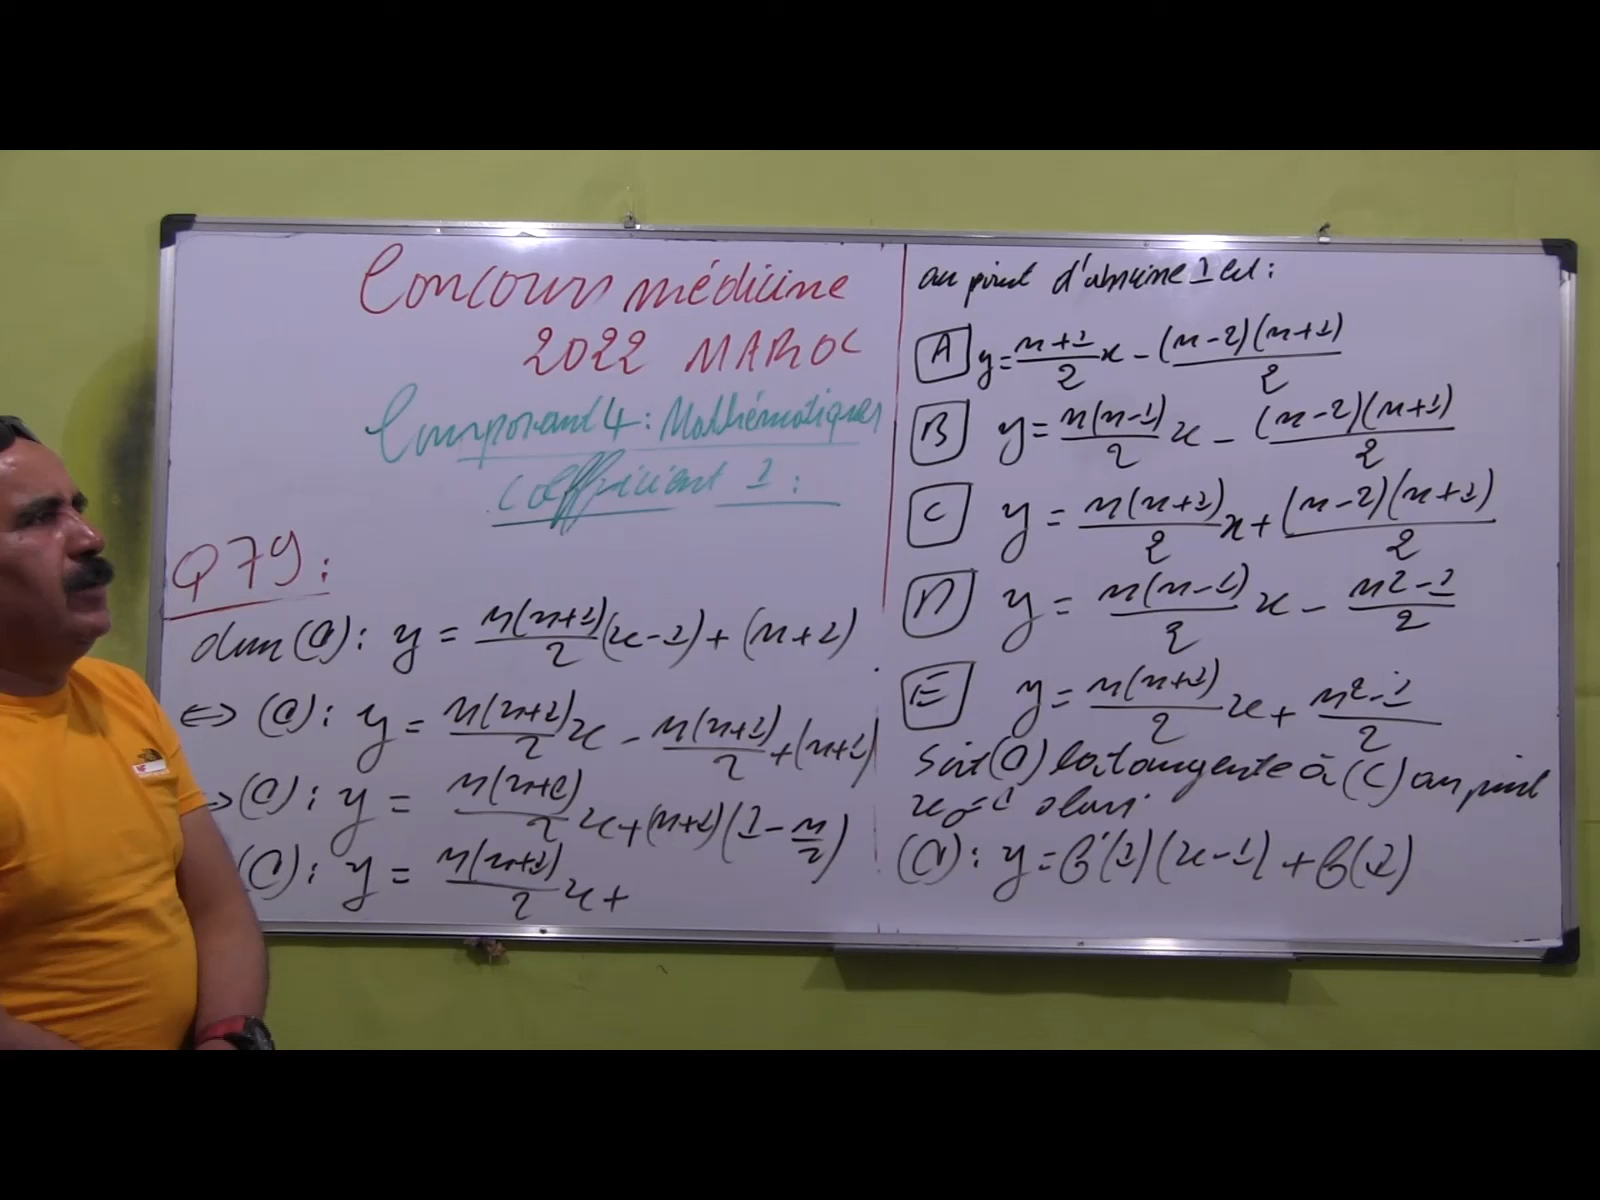 Concours médicine
2022 MAROC
Composant 4 : Mathématiques
Coefficient 1 :
Q79 :
donc (d) : y = n(n+1)/2 (x-1) + (n+1)
⇔ (d) : y = n(n+1)/2 x - n(n+1)/2 + (n+1)
⇔ (d) : y = n(n+1)/2 x + (n+1)(1 - n/2)
(d) : y = n(n+1)/2 x +
au point d'abscisse 1 est :
A y = n+1/2 x - (n-2)(n+1)/2
B y = n(n-1)/2 x - (n-2)(n+1)/2
C y = n(n+1)/2 x + (n-2)(n+1)/2
D y = n(n-1)/2 x - n²-1/2
E y = n(n+1)/2 x + n²-1/2
Soit (d) la tangente à (C) au point
x₀ = 1 donc
(d) : y = f'(1)(x-1) + f(1)